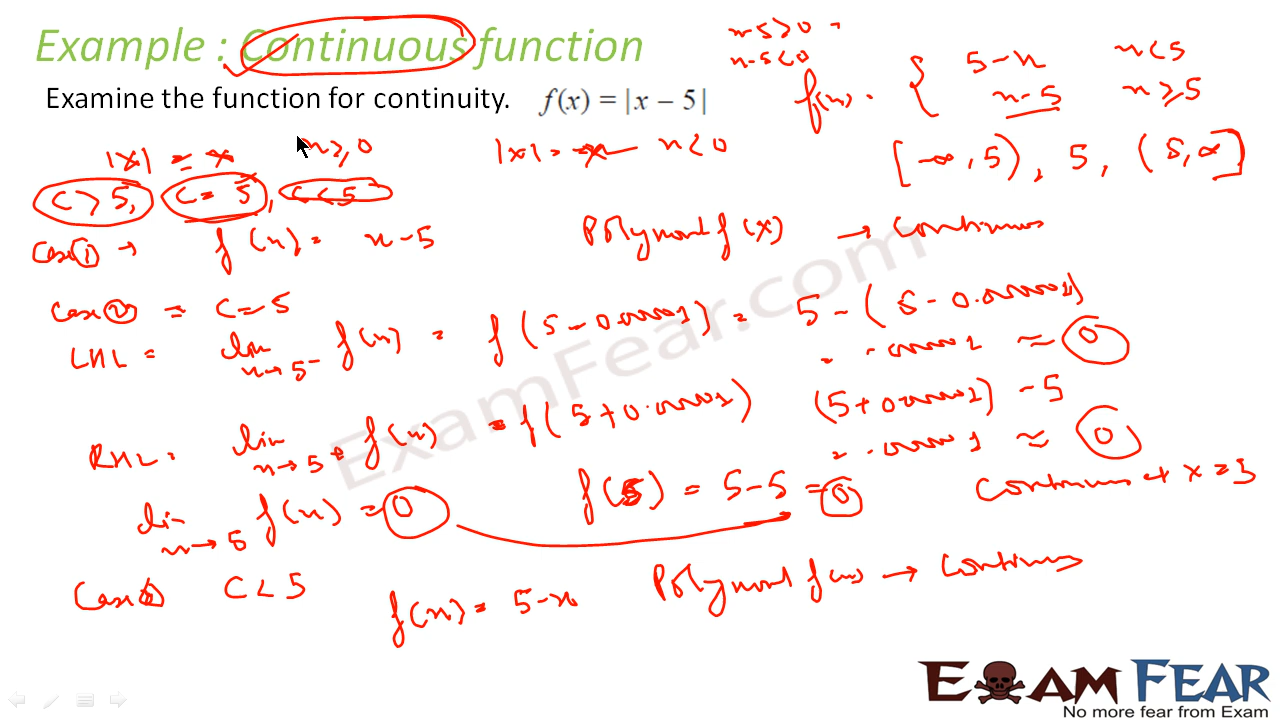 Example : Continuous function
x-5>0
x-5<0
Examine the function for continuity. f(x) = |x − 5|
f(x) = { 5-x x<5
x-5 x≥5
|x| = x x≥0 |x| = -x x<0
[-∞,5), 5, (5,∞]
c>5, c=5, c<5
Case ① → f(x) = x-5 Polynomial f(x) → Continuous
Case ② = c=5
LHL = lim x→5- f(x) = f(5-0.00001) = 5-(5-0.00001)
= .00001 ≈ 0
RHL = lim x→5+ f(x) = f(5+0.00001) (5+0.00001) -5
= .00001 ≈ 0
lim x→5 f(x) = 0 f(5) = 5-5 = 0 Continuous at x=5
Case c<5 f(x) = 5-x Polynomial f(x) → Continuous
ExamFear.com
EXAM FEAR
No more fear from Exam